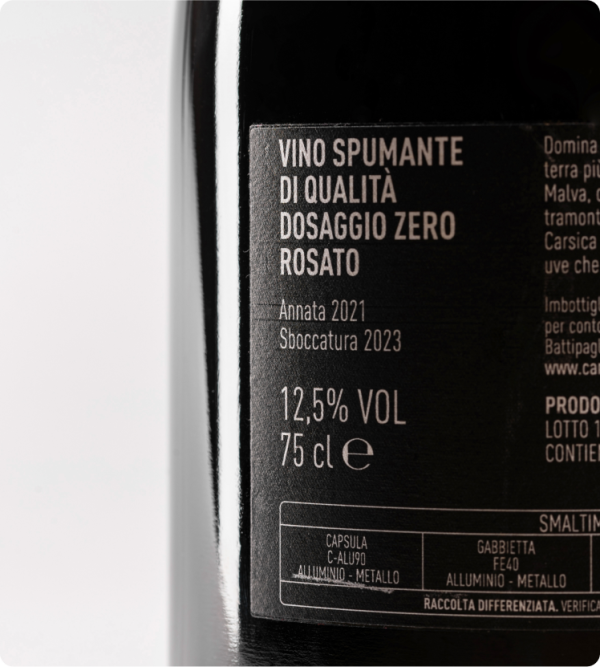 VINO SPUMANTE
DI QUALITÀ
DOSAGGIO ZERO
ROSATO
Annata 2021
Sboccatura 2023
12,5% VOL
75 cl ℮
Domina
terra più
Malva,
tramont
Carsica
uve che
Imbottigl
per conto
Battipagl
www.ca
PRODO
LOTTO 1
CONTIEN
SMALTIM
CAPSULA
C-ALU90
ALLUMINIO - METALLO
GABBIETTA
FE40
ALLUMINIO - METALLO
RACCOLTA DIFFERENZIATA. VERIFICA